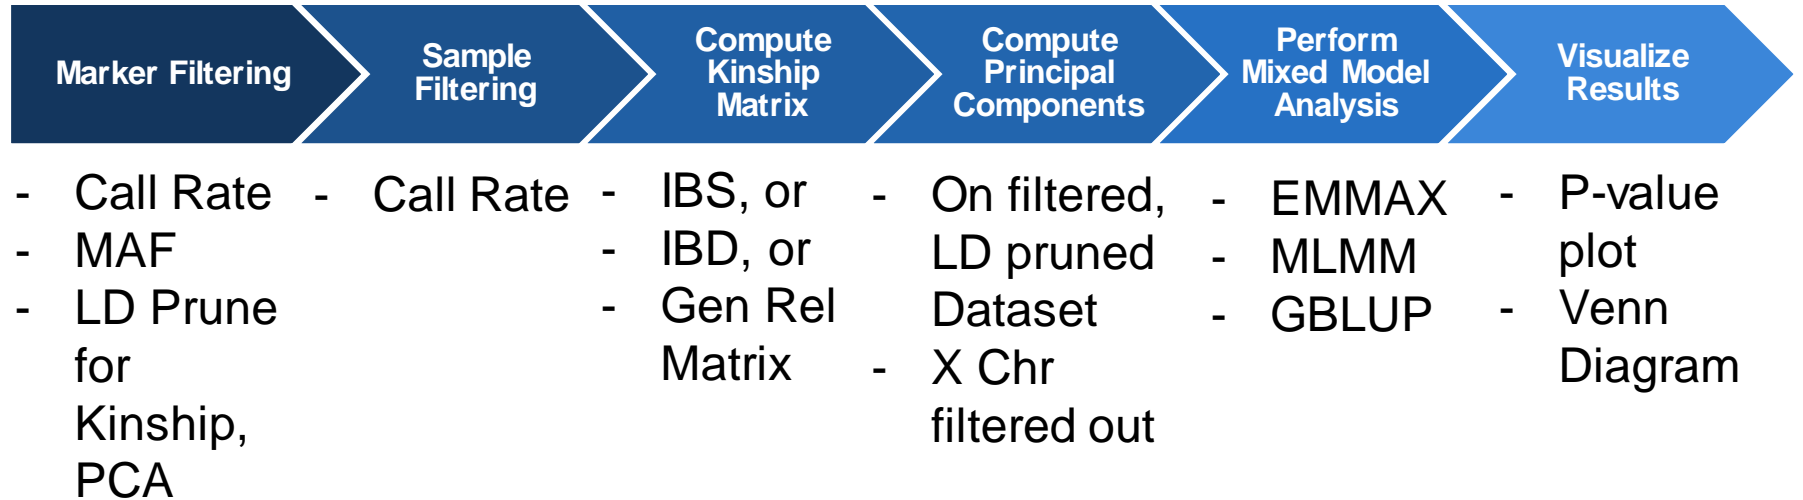 Marker Filtering
Sample
Filtering
Compute
Kinship
Matrix
Compute
Principal
Components
Perform
Mixed Model
Analysis
Visualize
Results
- Call Rate
- MAF
- LD Prune
for
Kinship,
PCA
- Call Rate
- IBS, or
- IBD, or
- Gen Rel
Matrix
- On filtered,
LD pruned
Dataset
- X Chr
filtered out
- EMMAX
- MLMM
- GBLUP
- P-value
plot
- Venn
Diagram